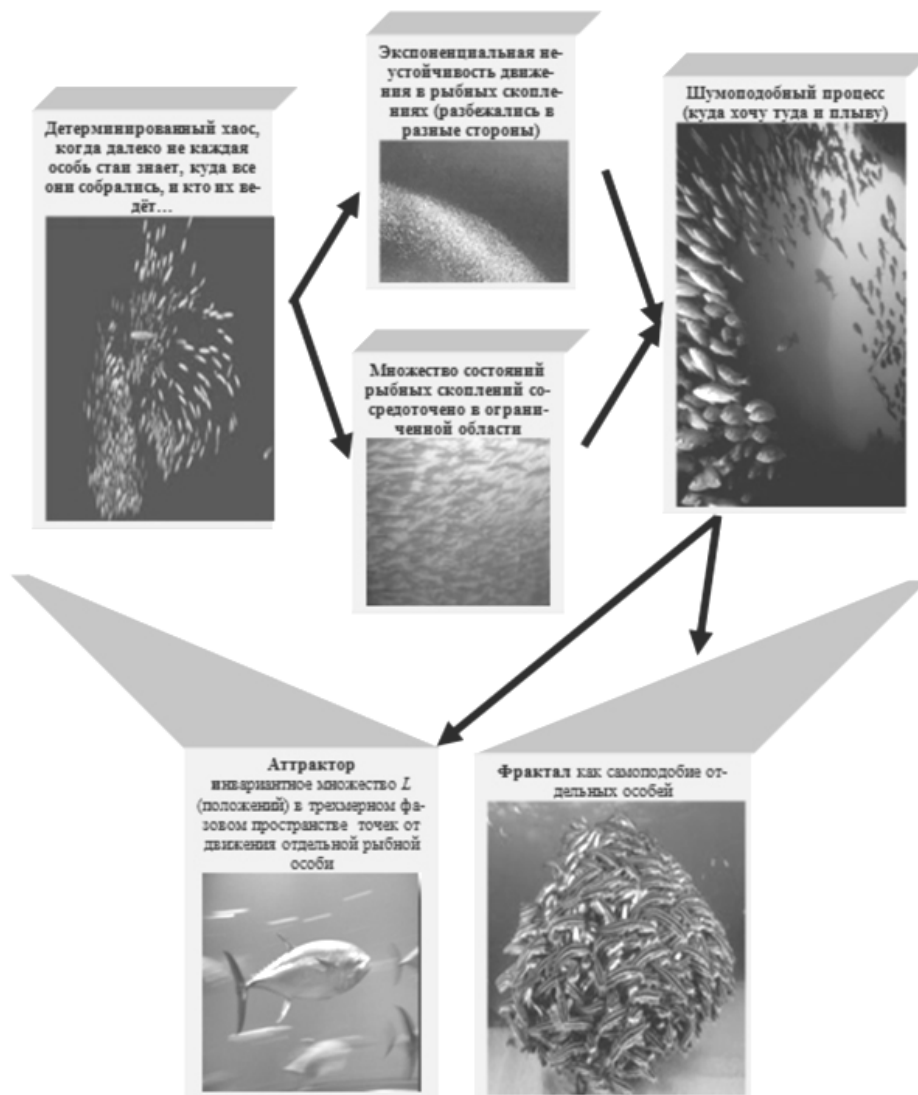 Детерминированный хаос,
когда далеко не каждая
особь стаи знает, куда все
они собрались, и кто их ве-
дёт…
Экспоненциальная не-
устойчивость движе-
ния в рыбных скопле-
ниях (разбежались в
разные стороны)
Множество состояний
рыбных скоплений со-
средоточено в ограни-
ченной области
Шумоподобный процесс
(куда хочу туда и плыву)
Аттрактор
инвариантное множество L
(положений) в трехмерном фа-
зовом пространстве точек от
движения отдельной рыбной
особи
Фрактал как самоподобие от-
дельных особей